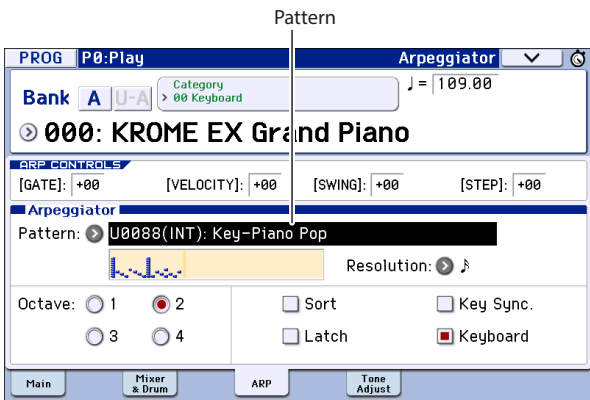 Pattern
PROG P0:Play Arpeggiator
Category
Bank A U-A 00 Keyboard ♩= 109.00
000: KROME EX Grand Piano
ARP CONTROLS
[GATE]: +00 [VELOCITY]: +00 [SWING]: +00 [STEP]: +00
Arpeggiator
Pattern: U0088(INT): Key-Piano Pop
Resolution: ♪
Octave: 1 2 Sort Key Sync.
3 4 Latch Keyboard
Main Mixer & Drum ARP Tone Adjust